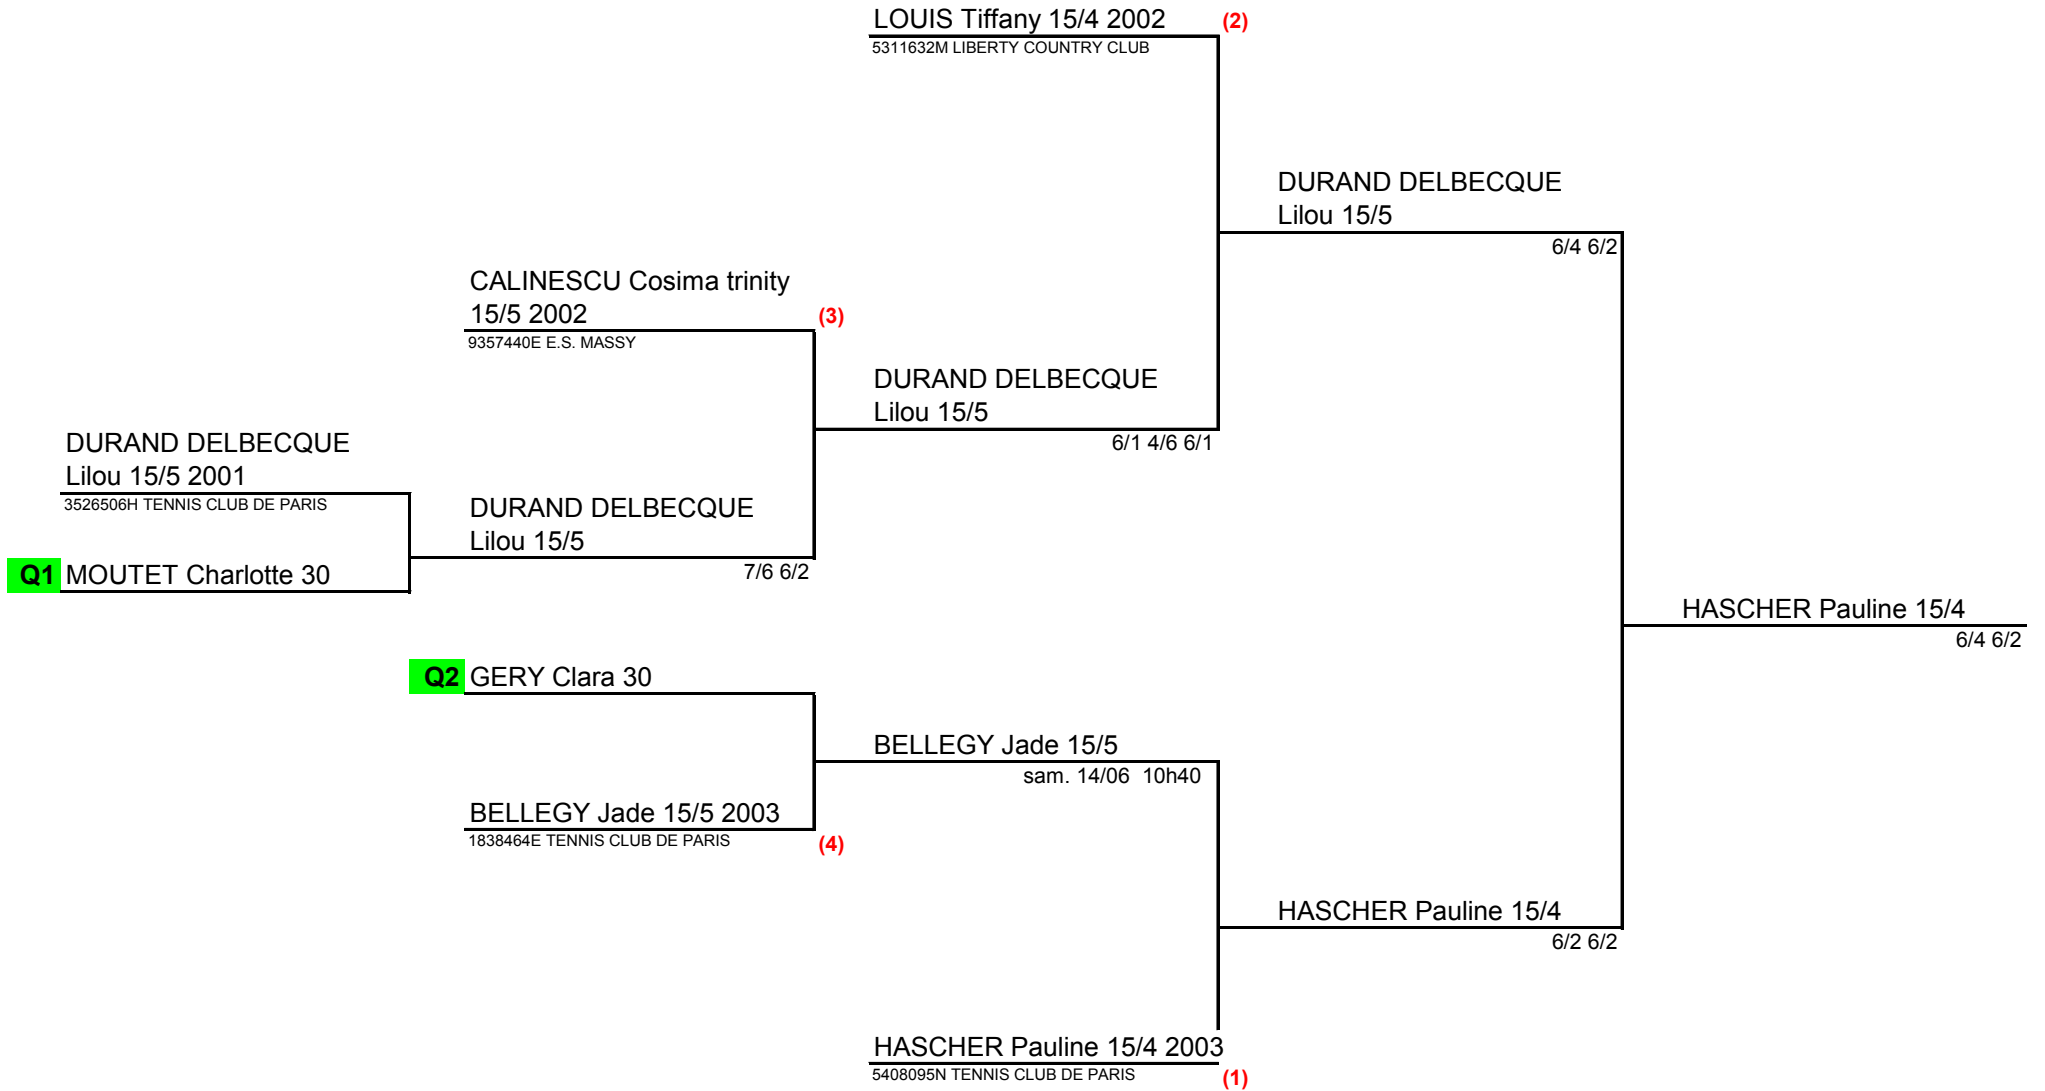 LOUIS Tiffany 15/4 2002 (2)
5311632M LIBERTY COUNTRY CLUB
DURAND DELBECQUE
Lilou 15/5
6/4 6/2
CALINESCU Cosima trinity
15/5 2002 (3)
9357440E E.S. MASSY
DURAND DELBECQUE
Lilou 15/5
6/1 4/6 6/1
DURAND DELBECQUE
Lilou 15/5 2001
3526506H TENNIS CLUB DE PARIS
DURAND DELBECQUE
Lilou 15/5
7/6 6/2
Q1 MOUTET Charlotte 30
HASCHER Pauline 15/4
6/4 6/2
Q2 GERY Clara 30
BELLEGY Jade 15/5
sam. 14/06 10h40
BELLEGY Jade 15/5 2003
1838464E TENNIS CLUB DE PARIS (4)
HASCHER Pauline 15/4
6/2 6/2
HASCHER Pauline 15/4 2003
5408095N TENNIS CLUB DE PARIS (1)